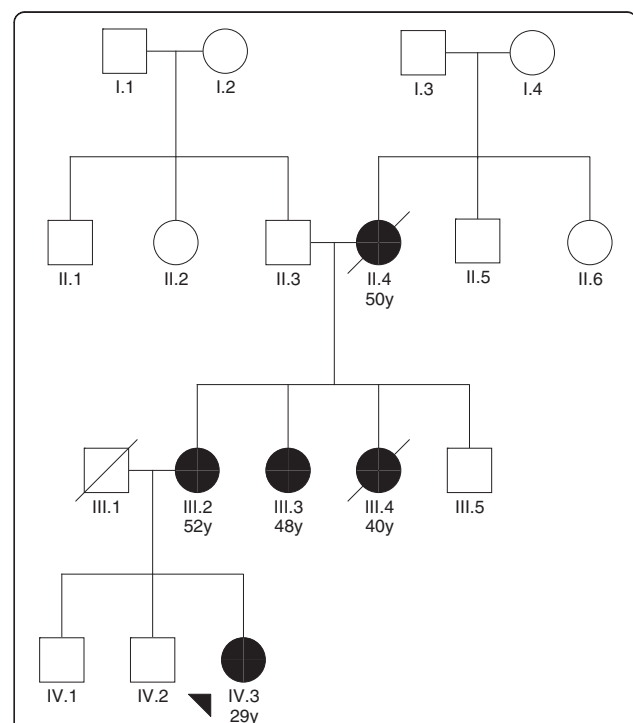 I.1 I.2 I.3 I.4
II.1 II.2 II.3 II.4 II.5 II.6
50y
III.1 III.2 III.3 III.4 III.5
52y 48y 40y
IV.1 IV.2 IV.3
29y